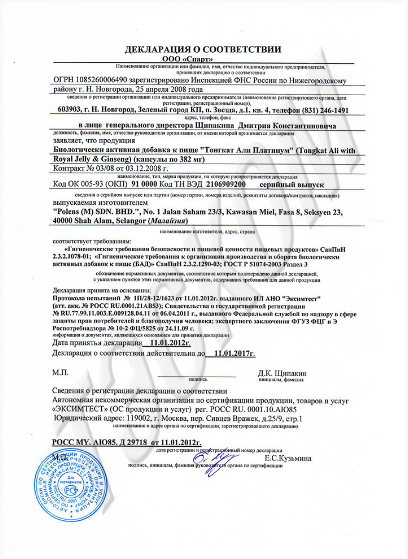 ДЕКЛАРАЦИЯ О СООТВЕТСТВИИ
ООО «Спарт»
Наименование организации или фамилия, имя, отчество индивидуального предпринимателя,
принявших декларацию о соответствии
ОГРН 1085260006490 зарегистрировано Инспекцией ФНС России по Нижегородскому
району г. Н. Новгорода, 25 апреля 2008 года
сведения о регистрации организации или индивидуального предпринимателя (наименование регистрирующего органа, дата
регистрации, регистрационный номер),
603903, г. Н. Новгород, Зеленый город КП, п. Звезда, д.1, кв. 4, телефон (831) 246-1491
адрес, телефон, факс
в лице генерального директора Щипакина Дмитрия Константиновича
должность, фамилия, имя, отчество руководителя организации, от имени которой принимается декларация
заявляет, что продукция
Биологически активная добавка к пище "Тонгкат Али Платинум" (Tongkat Ali with
Royal Jelly & Ginseng) (капсулы по 382 мг)
Контракт № 03/08 от 03.12.2008 г.
наименование, тип, марка продукции, на которую распространяется декларация
Код ОК 005-93 (ОКП) 91 0000 Код ТН ВЭД 2106909200 серийный выпуск
сведения о серийном выпуске или партии (номер партии, номера изделий, реквизиты договора/контракта, накладная)
выпускаемая изготовителем
"Polens (M) SDN. BHD.", No. 1 Jalan Saham 23/3, Kawasan Miel, Fasa 8, Seksyen 23,
40000 Shah Alam, Selangor (Малайзия)
наименование изготовителя, адрес
соответствует требованиям:
«Гигиенические требования безопасности и пищевой ценности пищевых продуктов» СанПиН
2.3.2.1078-01; «Гигиенические требования к организации производства и оборота биологически
активных добавок к пище (БАД)» СанПиН 2.3.2.1290-03; ГОСТ Р 51074-2003 Раздел 3
обозначение нормативных документов, соответствие которым подтверждено данной декларацией,
с указанием пунктов этих нормативных документов, содержащих требования для данной продукции
Декларация принята на основании:
Протокола испытаний № 111/28-12/1623 от 11.01.2012г. выданного ИЛ АНО "Эксимтест"
(атт. акк. № РОСС RU.0001.21АВ53); Свидетельства о государственной регистрации
№ RU.77.99.11.003.Е.009128.04.11 от 06.04.2011 г., выданного Федеральной службой по надзору в сфере
защиты прав потребителей и благополучия человека; экспертного заключения ФГУЗ ФЦГ и Э
Роспотребнадзора № 10-2 ФЦ/5825 от 24.11.09 г.
информация о документах, являющихся основанием для принятия декларации
Дата принятья декларации 11.01.2012г.
Декларация о соответствии действительна до 11.01.2017г.
М.П.
Д.К. Щипакин
подпись
инициалы, фамилия
Сведения о регистрации декларации о соответствии
Автономная некоммерческая организация по сертификации продукции, товаров и услуг
«ЭКСИМТЕСТ» (ОС продукции и услуг) рег. РОСС RU. 0001.10.АЮ85
Юридический адрес: 119002, г. Москва, пер. Сивцев Вражек, д.25/9, стр.1
наименование и адрес органа по сертификации, зарегистрировавшего декларацию
РОСС MY. АЮ85. Д 29718 от 11.01.2012г.
дата регистрации и регистрационный номер декларации
Е.С.Кузьмина
подпись, инициалы, фамилия руководителя органа по сертификации